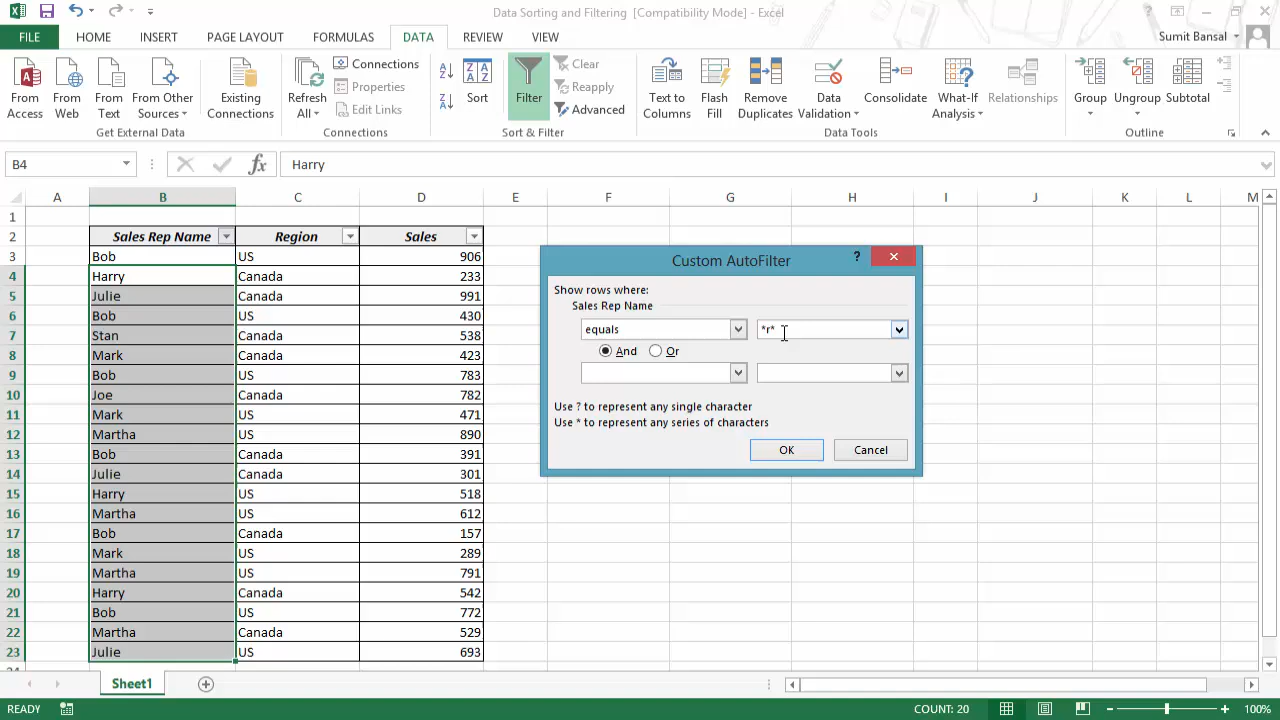 Data Sorting and Filtering [Compatibility Mode] - Excel
FILE HOME INSERT PAGE LAYOUT FORMULAS DATA REVIEW VIEW Sumit Bansal
From Access
From Web
From Text
From Other Sources
Existing Connections
Get External Data
Refresh All
Connections
Properties
Edit Links
Connections
Sort
Filter
Clear
Reapply
Advanced
Sort & Filter
Text to Columns
Flash Fill
Remove Duplicates
Data Validation
Consolidate
What-If Analysis
Relationships
Data Tools
Group
Ungroup
Subtotal
Outline
B4 fx Harry
A B C D E F G H I J K L M
1
2 Sales Rep Name Region Sales
3 Bob US 906
4 Harry Canada 233
5 Julie Canada 991
6 Bob US 430
7 Stan Canada 538
8 Mark Canada 423
9 Bob US 783
10 Joe Canada 782
11 Mark US 471
12 Martha US 890
13 Bob Canada 391
14 Julie Canada 301
15 Harry US 518
16 Martha US 612
17 Bob Canada 157
18 Mark US 289
19 Martha US 791
20 Harry Canada 542
21 Bob US 772
22 Martha Canada 529
23 Julie US 693
Custom AutoFilter ?
Show rows where:
Sales Rep Name
equals *r*
And Or
Use ? to represent any single character
Use * to represent any series of characters
OK Cancel
Sheet1
READY COUNT: 20 100%